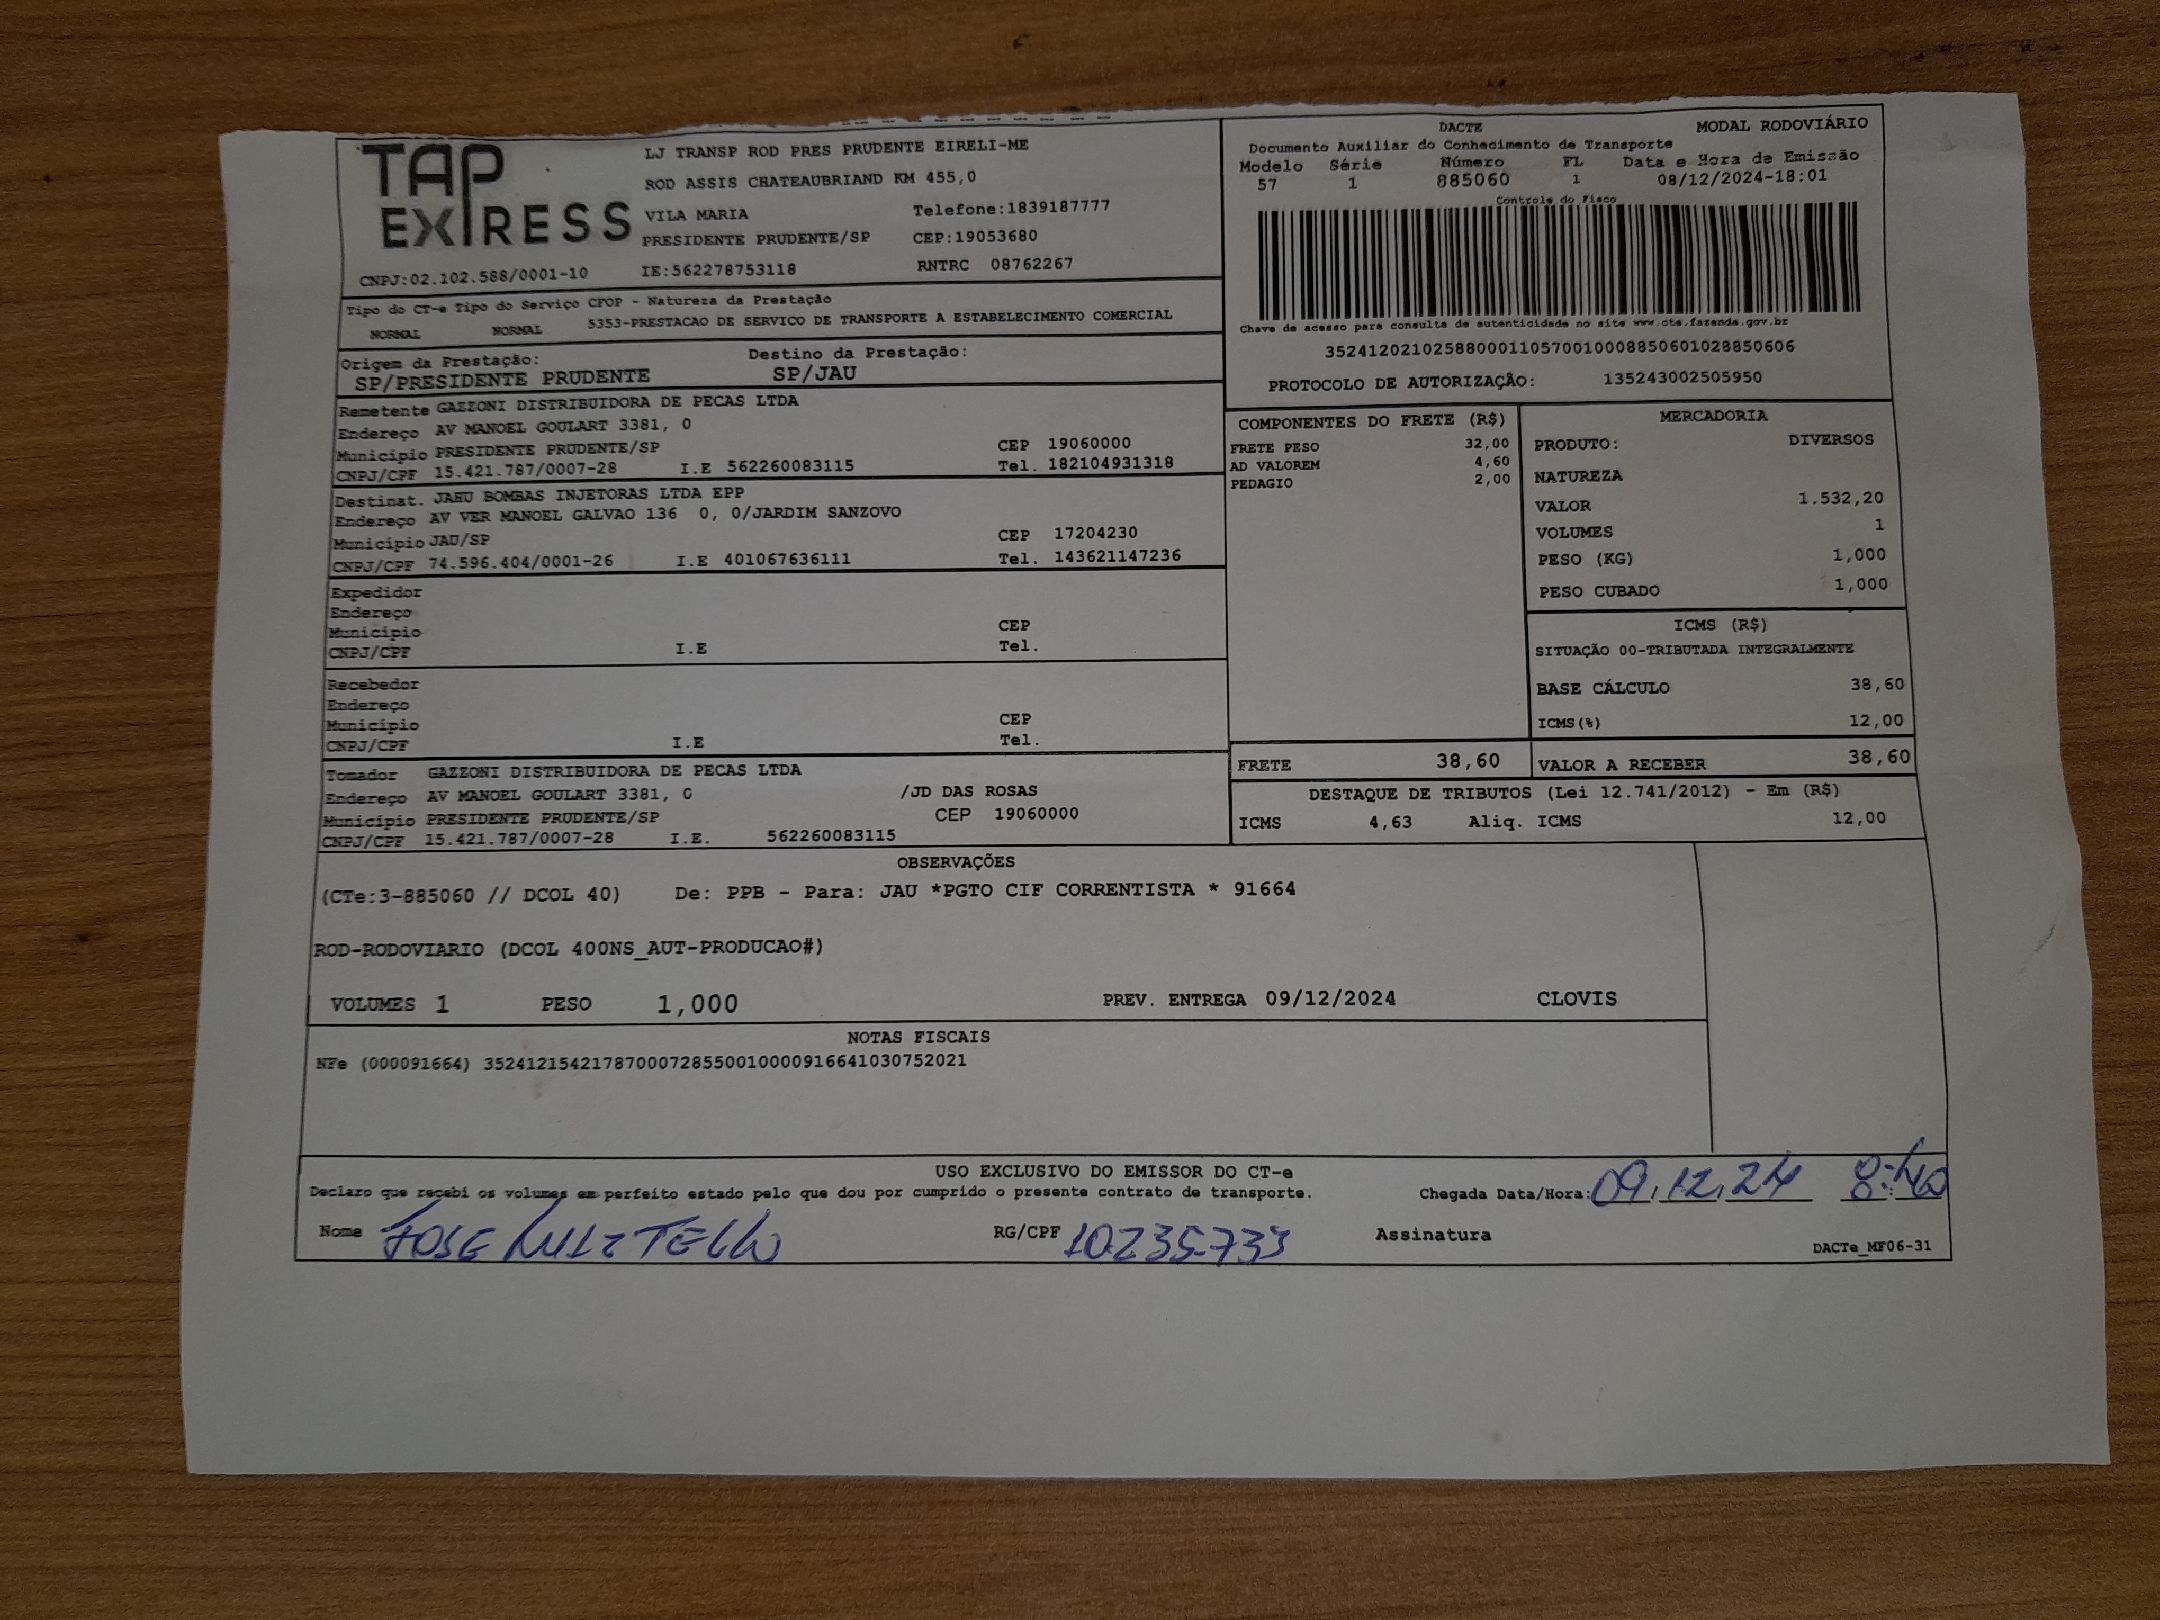 TAP EXPRESS
LJ TRANSP ROD PRES PRUDENTE EIRELI-ME
ROD ASSIS CHATEAUBRIAND KM 455,0
VILA MARIA Telefone:1839187777
PRESIDENTE PRUDENTE/SP CEP:19053680
CNPJ:02.102.588/0001-10 IE:562278753118 RNTRC 08762267
Tipo do CT-e Tipo do Serviço CFOP - Natureza da Prestação
NORMAL NORMAL 5353-PRESTACAO DE SERVICO DE TRANSPORTE A ESTABELECIMENTO COMERCIAL
Origem da Prestação: Destino da Prestação:
SP/PRESIDENTE PRUDENTE SP/JAU
Remetente GAZZONI DISTRIBUIDORA DE PECAS LTDA
Endereço AV MANOEL GOULART 3381, 0
Município PRESIDENTE PRUDENTE/SP CEP 19060000
CNPJ/CPF 15.421.787/0007-28 I.E 562260083115 Tel. 182104931318
Destinat. JAHU BOMBAS INJETORAS LTDA EPP
Endereço AV VER MANOEL GALVAO 136 0, 0/JARDIM SANZOVO
Município JAU/SP CEP 17204230
CNPJ/CPF 74.596.404/0001-26 I.E 401067636111 Tel. 143621147236
Expedidor
Endereço
Município CEP
CNPJ/CPF I.E Tel.
Recebedor
Endereço
Município CEP
CNPJ/CPF I.E Tel.
Tomador GAZZONI DISTRIBUIDORA DE PECAS LTDA
Endereço AV MANOEL GOULART 3381, 0 /JD DAS ROSAS
Município PRESIDENTE PRUDENTE/SP CEP 19060000
CNPJ/CPF 15.421.787/0007-28 I.E. 562260083115
DACTE MODAL RODOVIÁRIO
Documento Auxiliar do Conhecimento de Transporte
Modelo Série Número FL Data e Hora de Emissão
57 1 885060 1 08/12/2024-18:01
Controle do Fisco
Chave de acesso para consulta de autenticidade no site www.cte.fazenda.gov.br
35241202102588000110570010008850601028850606
PROTOCOLO DE AUTORIZAÇÃO: 135243002505950
COMPONENTES DO FRETE (R$)
FRETE PESO 32,00
AD VALOREM 4,60
PEDAGIO 2,00
MERCADORIA
PRODUTO: DIVERSOS
NATUREZA
VALOR 1.532,20
VOLUMES 1
PESO (KG) 1,000
PESO CUBADO 1,000
ICMS (R$)
SITUAÇÃO 00-TRIBUTADA INTEGRALMENTE
BASE CÁLCULO 38,60
ICMS(%) 12,00
FRETE 38,60 VALOR A RECEBER 38,60
DESTAQUE DE TRIBUTOS (Lei 12.741/2012) - Em (R$)
ICMS 4,63 Aliq. ICMS 12,00
OBSERVAÇÕES
(CTe:3-885060 // DCOL 40) De: PPB - Para: JAU *PGTO CIF CORRENTISTA * 91664
ROD-RODOVIARIO (DCOL 400NS_AUT-PRODUCAO#)
VOLUMES 1 PESO 1,000 PREV. ENTREGA 09/12/2024 CLOVIS
NOTAS FISCAIS
NFe (000091664) 35241215421787000728550010000916641030752021
USO EXCLUSIVO DO EMISSOR DO CT-e
Declaro que recebi os volumes em perfeito estado pelo que dou por cumprido o presente contrato de transporte. Chegada Data/Hora: 09.12.24 8:40
Nome JOSE LUIZ TELLO RG/CPF 10.235.733 Assinatura
DACTe_MF06-31